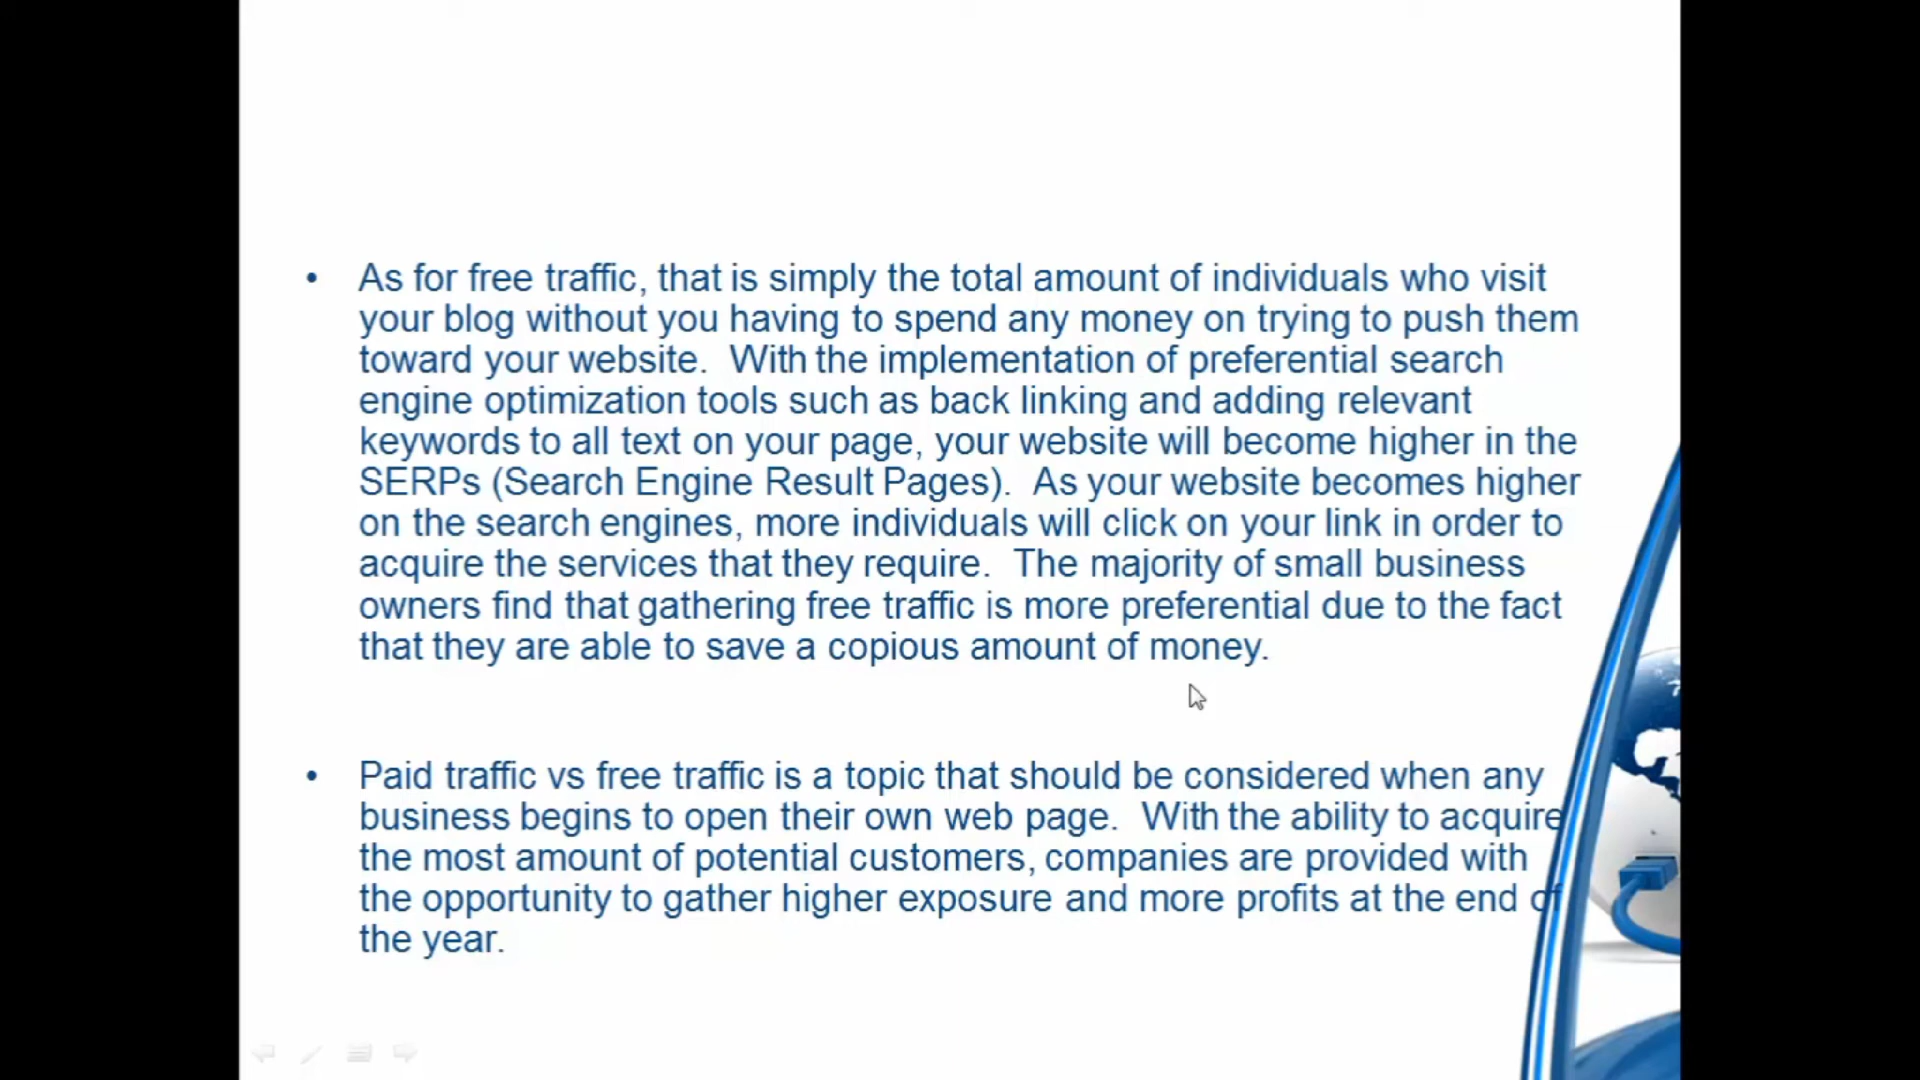 • As for free traffic, that is simply the total amount of individuals who visit
your blog without you having to spend any money on trying to push them
toward your website.  With the implementation of preferential search
engine optimization tools such as back linking and adding relevant
keywords to all text on your page, your website will become higher in the
SERPs (Search Engine Result Pages).  As your website becomes higher
on the search engines, more individuals will click on your link in order to
acquire the services that they require.  The majority of small business
owners find that gathering free traffic is more preferential due to the fact
that they are able to save a copious amount of money.
• Paid traffic vs free traffic is a topic that should be considered when any
business begins to open their own web page.  With the ability to acquire
the most amount of potential customers, companies are provided with
the opportunity to gather higher exposure and more profits at the end of
the year.